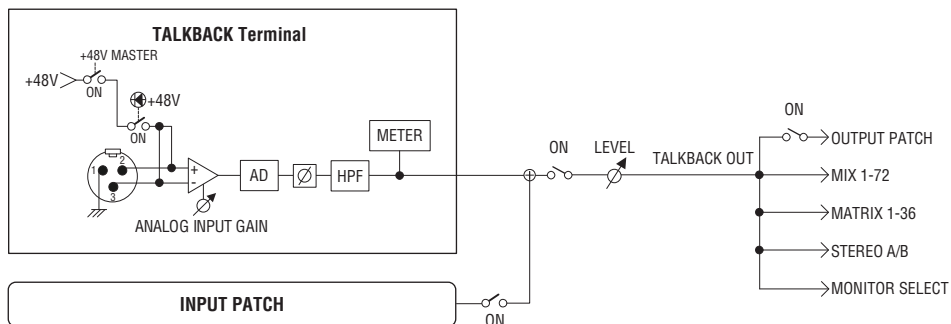 TALKBACK Terminal
+48V MASTER
+48V
ON
+48V
ON
1
2
3
+
-
ANALOG INPUT GAIN
AD
Ø
HPF
METER
ON
LEVEL
TALKBACK OUT
ON
OUTPUT PATCH
MIX 1-72
MATRIX 1-36
STEREO A/B
MONITOR SELECT
INPUT PATCH
ON